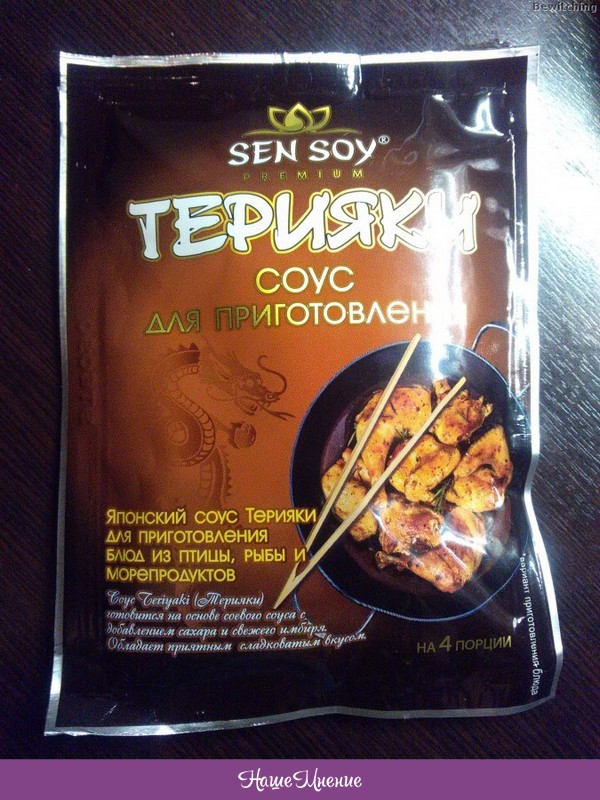 Bewitching
SEN SOY®
PREMIUM
ТЕРИЯКИ
СОУС
ДЛЯ ПРИГОТОВЛЕНИЯ
ЯПОНСКИЙ СОУС ТЕРИЯКИ
ДЛЯ ПРИГОТОВЛЕНИЯ
БЛЮД ИЗ ПТИЦЫ, РЫБЫ И
МОРЕПРОДУКТОВ
Соус Teriyaki (Терияки)
готовится на основе соевого соуса с
добавлением сахара и свежего имбиря.
Обладает приятным сладковатым вкусом.
НА 4 ПОРЦИИ
*Вариант приготовления блюда
Наше Мнение